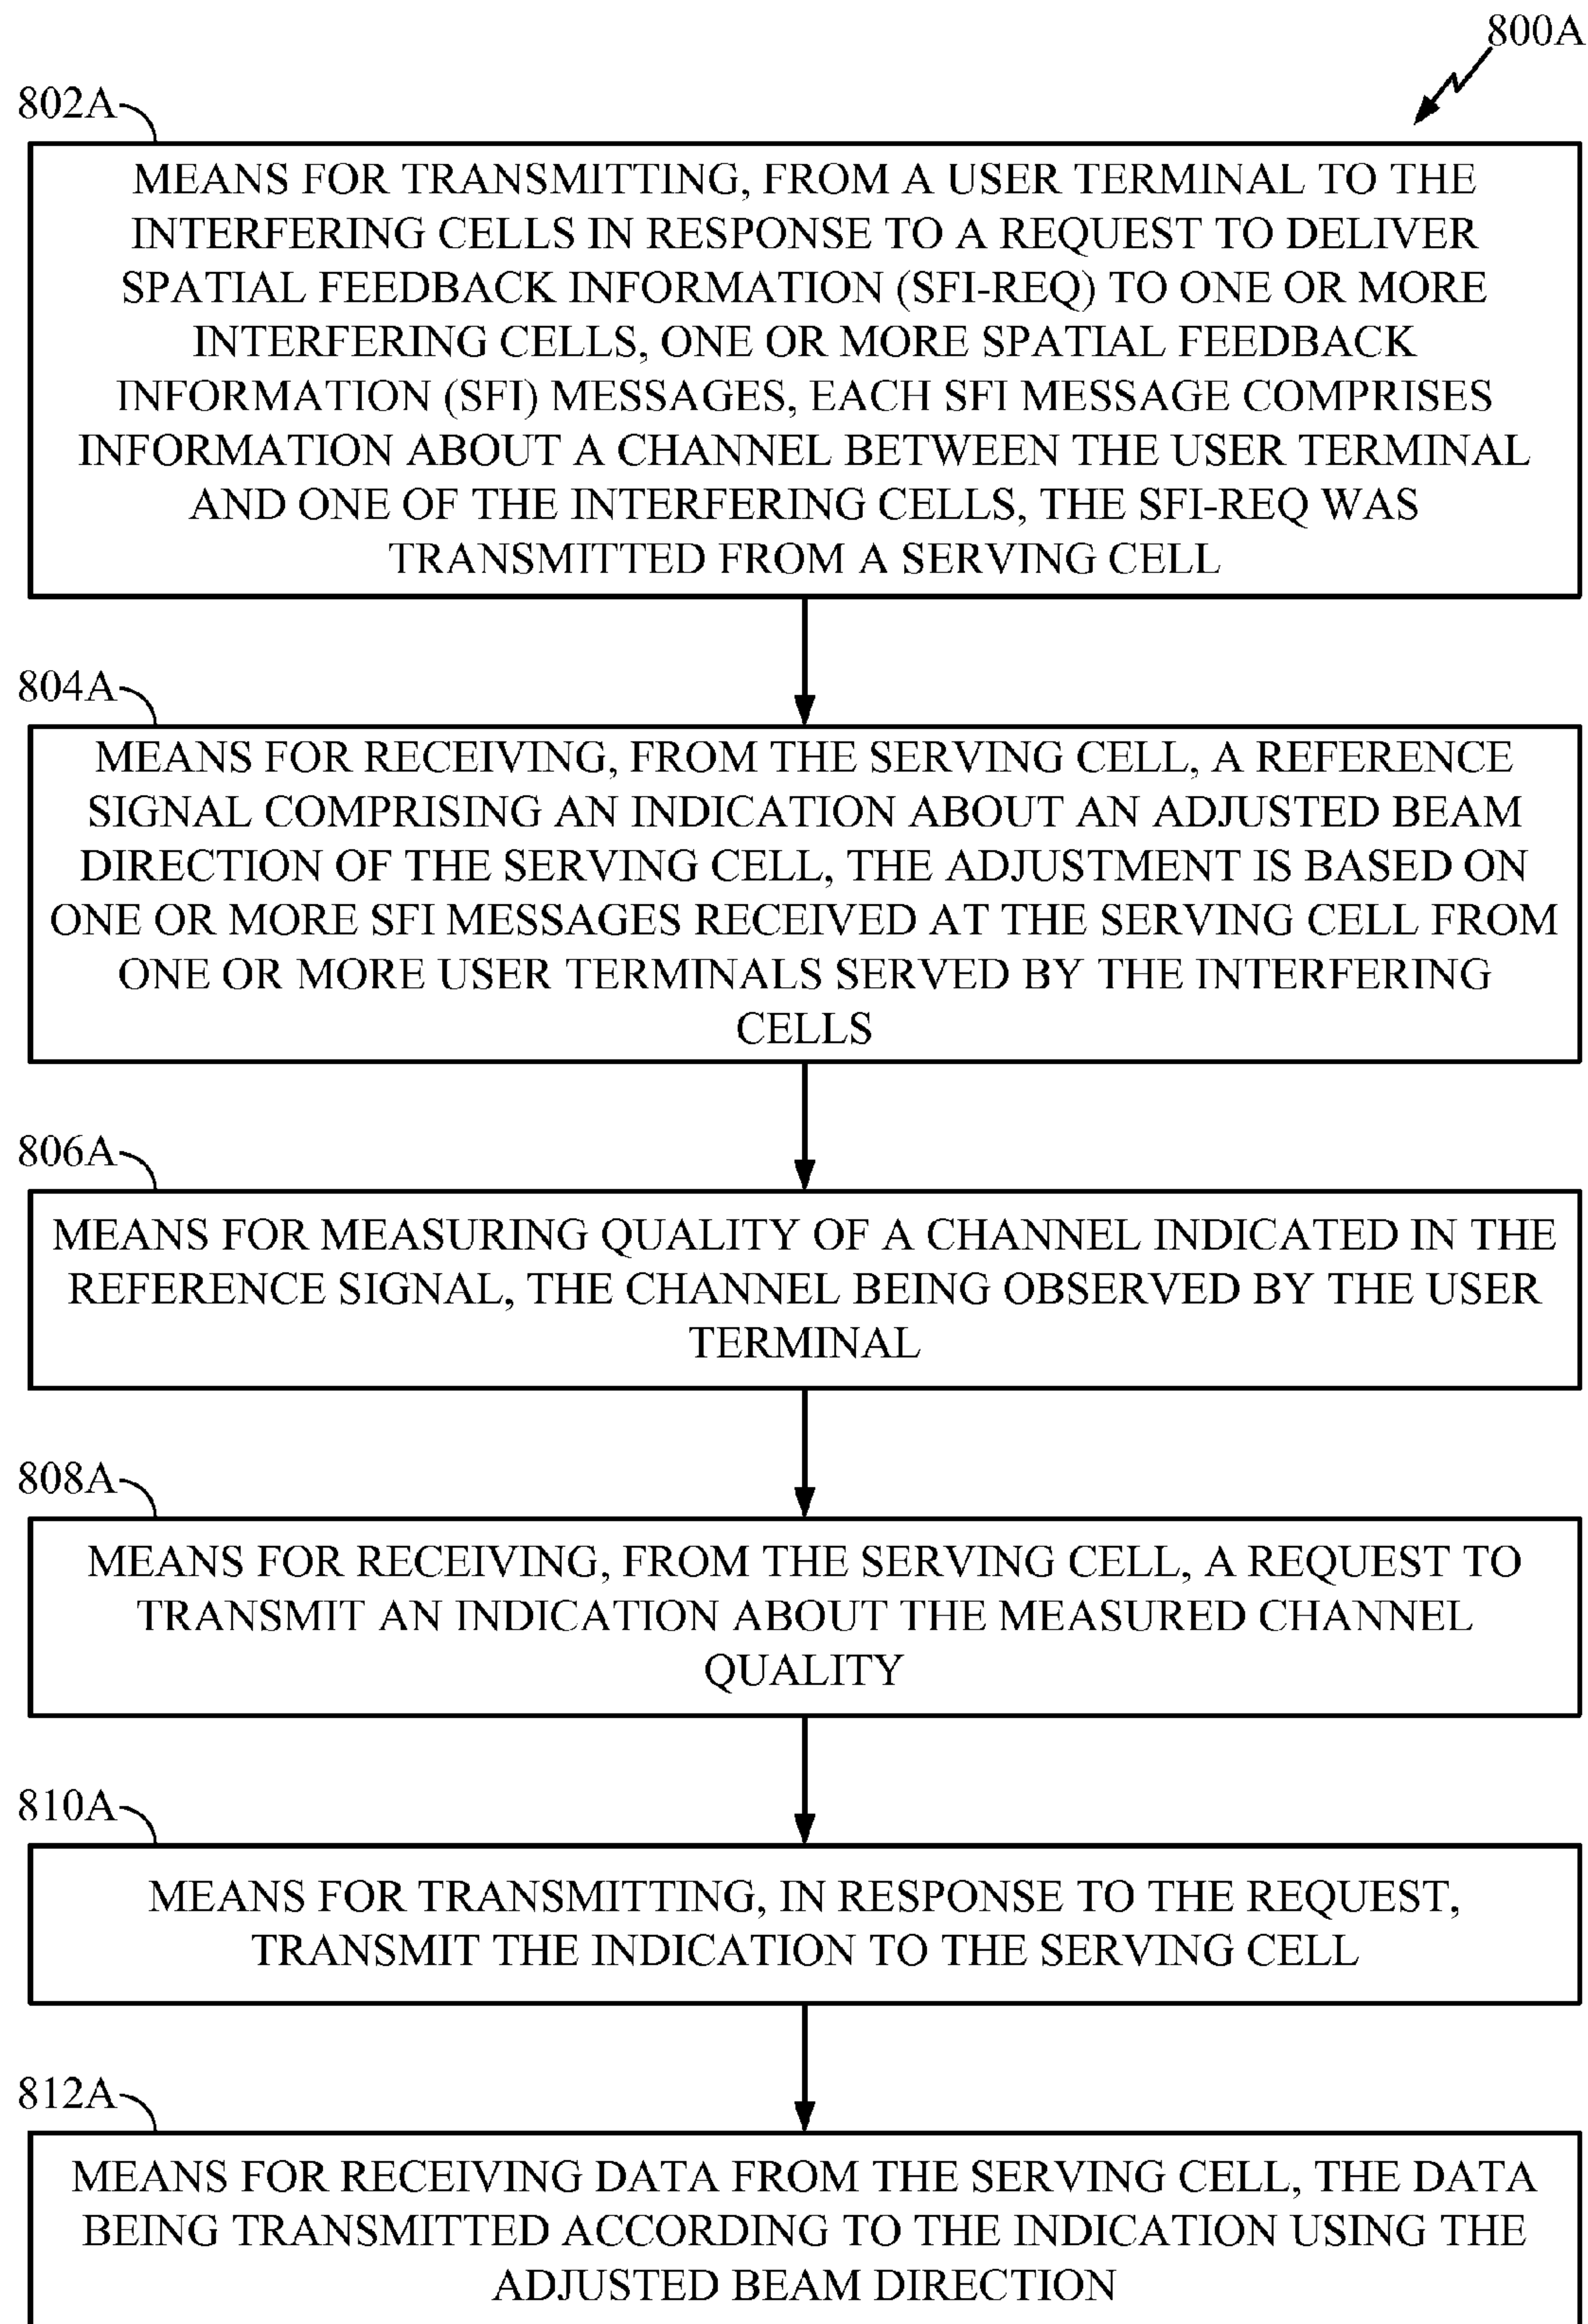 800A
802A
MEANS FOR TRANSMITTING, FROM A USER TERMINAL TO THE
INTERFERING CELLS IN RESPONSE TO A REQUEST TO DELIVER
SPATIAL FEEDBACK INFORMATION (SFI-REQ) TO ONE OR MORE
INTERFERING CELLS, ONE OR MORE SPATIAL FEEDBACK
INFORMATION (SFI) MESSAGES, EACH SFI MESSAGE COMPRISES
INFORMATION ABOUT A CHANNEL BETWEEN THE USER TERMINAL
AND ONE OF THE INTERFERING CELLS, THE SFI-REQ WAS
TRANSMITTED FROM A SERVING CELL
804A
MEANS FOR RECEIVING, FROM THE SERVING CELL, A REFERENCE
SIGNAL COMPRISING AN INDICATION ABOUT AN ADJUSTED BEAM
DIRECTION OF THE SERVING CELL, THE ADJUSTMENT IS BASED ON
ONE OR MORE SFI MESSAGES RECEIVED AT THE SERVING CELL FROM
ONE OR MORE USER TERMINALS SERVED BY THE INTERFERING
CELLS
806A
MEANS FOR MEASURING QUALITY OF A CHANNEL INDICATED IN THE
REFERENCE SIGNAL, THE CHANNEL BEING OBSERVED BY THE USER
TERMINAL
808A
MEANS FOR RECEIVING, FROM THE SERVING CELL, A REQUEST TO
TRANSMIT AN INDICATION ABOUT THE MEASURED CHANNEL
QUALITY
810A
MEANS FOR TRANSMITTING, IN RESPONSE TO THE REQUEST,
TRANSMIT THE INDICATION TO THE SERVING CELL
812A
MEANS FOR RECEIVING DATA FROM THE SERVING CELL, THE DATA
BEING TRANSMITTED ACCORDING TO THE INDICATION USING THE
ADJUSTED BEAM DIRECTION